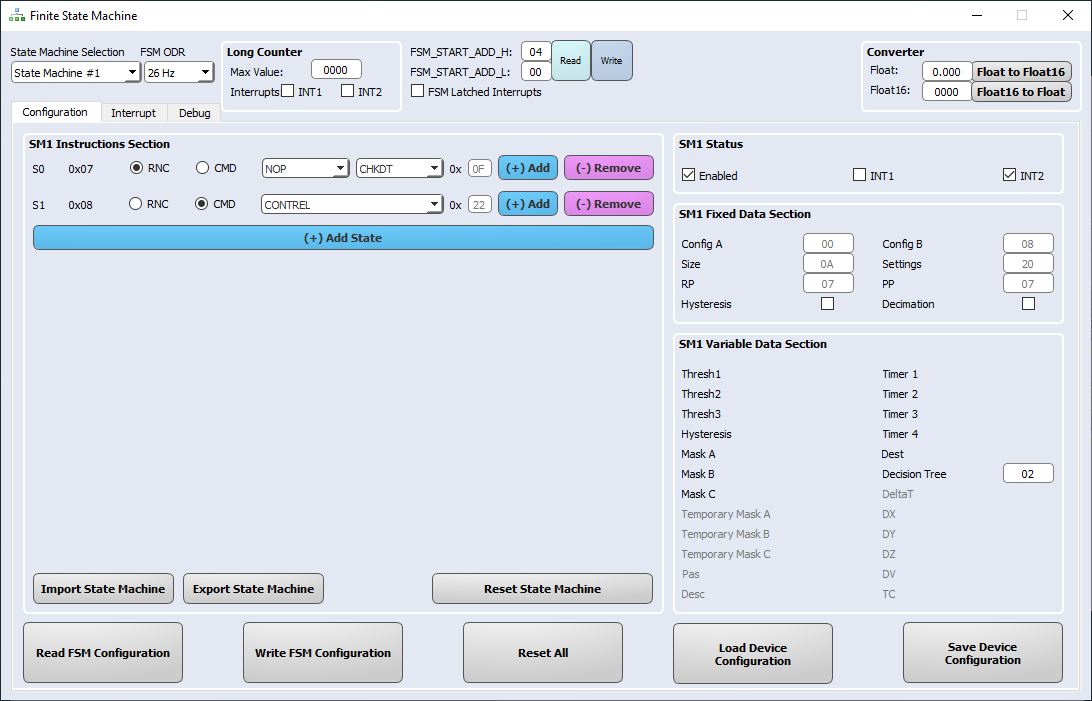 Finite State Machine
State Machine Selection FSM ODR
State Machine #1 26 Hz
Long Counter
Max Value: 0000
Interrupts: INT1 INT2
FSM_START_ADD_H: 04
FSM_START_ADD_L: 00
Read Write
FSM Latched Interrupts
Converter
Float: 0.000 Float to Float16
Float16: 0000 Float16 to Float
Configuration Interrupt Debug
SM1 Instructions Section
S0 0x07 RNC CMD NOP CHKDT 0x 0F (+) Add (-) Remove
S1 0x08 RNC CMD CONTREL 0x 22 (+) Add (-) Remove
(+) Add State
Import State Machine Export State Machine Reset State Machine
SM1 Status
Enabled INT1 INT2
SM1 Fixed Data Section
Config A 00 Config B 08
Size 0A Settings 20
RP 07 PP 07
Hysteresis Decimation
SM1 Variable Data Section
Thresh1 Timer 1
Thresh2 Timer 2
Thresh3 Timer 3
Hysteresis Timer 4
Mask A Dest
Mask B Decision Tree 02
Mask C DeltaT
Temporary Mask A DX
Temporary Mask B DY
Temporary Mask C DZ
Pas DV
Desc TC
Read FSM Configuration Write FSM Configuration Reset All
Load Device
Configuration
Save Device
Configuration